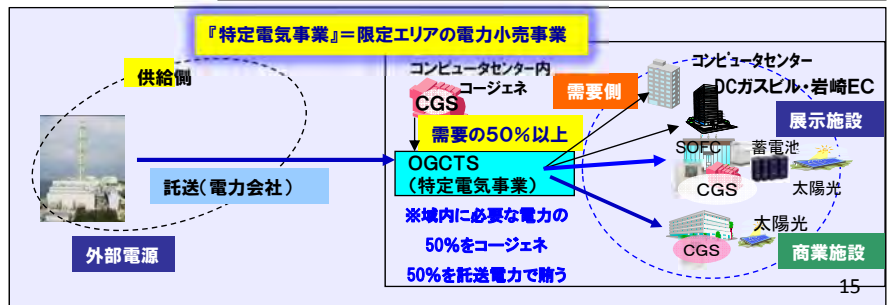 『特定電気事業』＝限定エリアの電力小売事業
供給側
コンピュータセンター内
コージェネ
CGS
需要側
コンピュータセンター
DCガスビル・岩崎EC
展示施設
需要の50％以上
OGCTS
（特定電気事業）
託送（電力会社）
SOFC
蓄電池
CGS
太陽光
※域内に必要な電力の
50％をコージェネ
50％を託送電力で賄う
太陽光
CGS
商業施設
外部電源
15